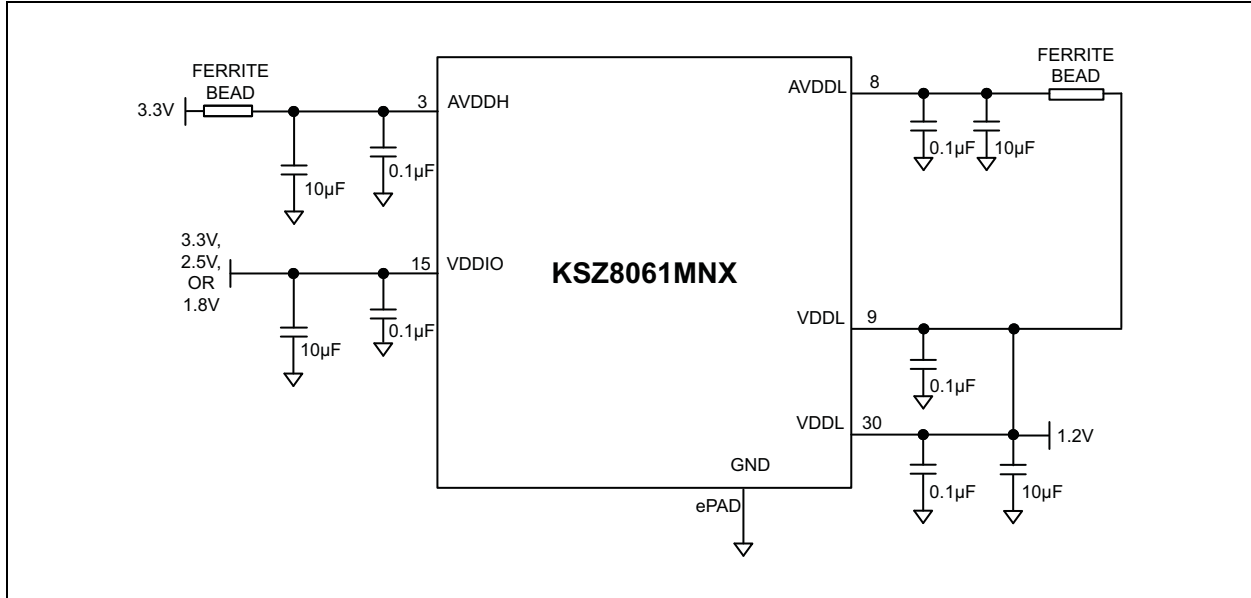 FERRITE
BEAD
3.3V
3
AVDDH
10µF
0.1µF
3.3V,
2.5V,
OR
1.8V
15
VDDIO
10µF
0.1µF
KSZ8061MNX
GND
ePAD
AVDDL
8
FERRITE
BEAD
0.1µF
10µF
VDDL
9
0.1µF
VDDL
30
1.2V
0.1µF
10µF